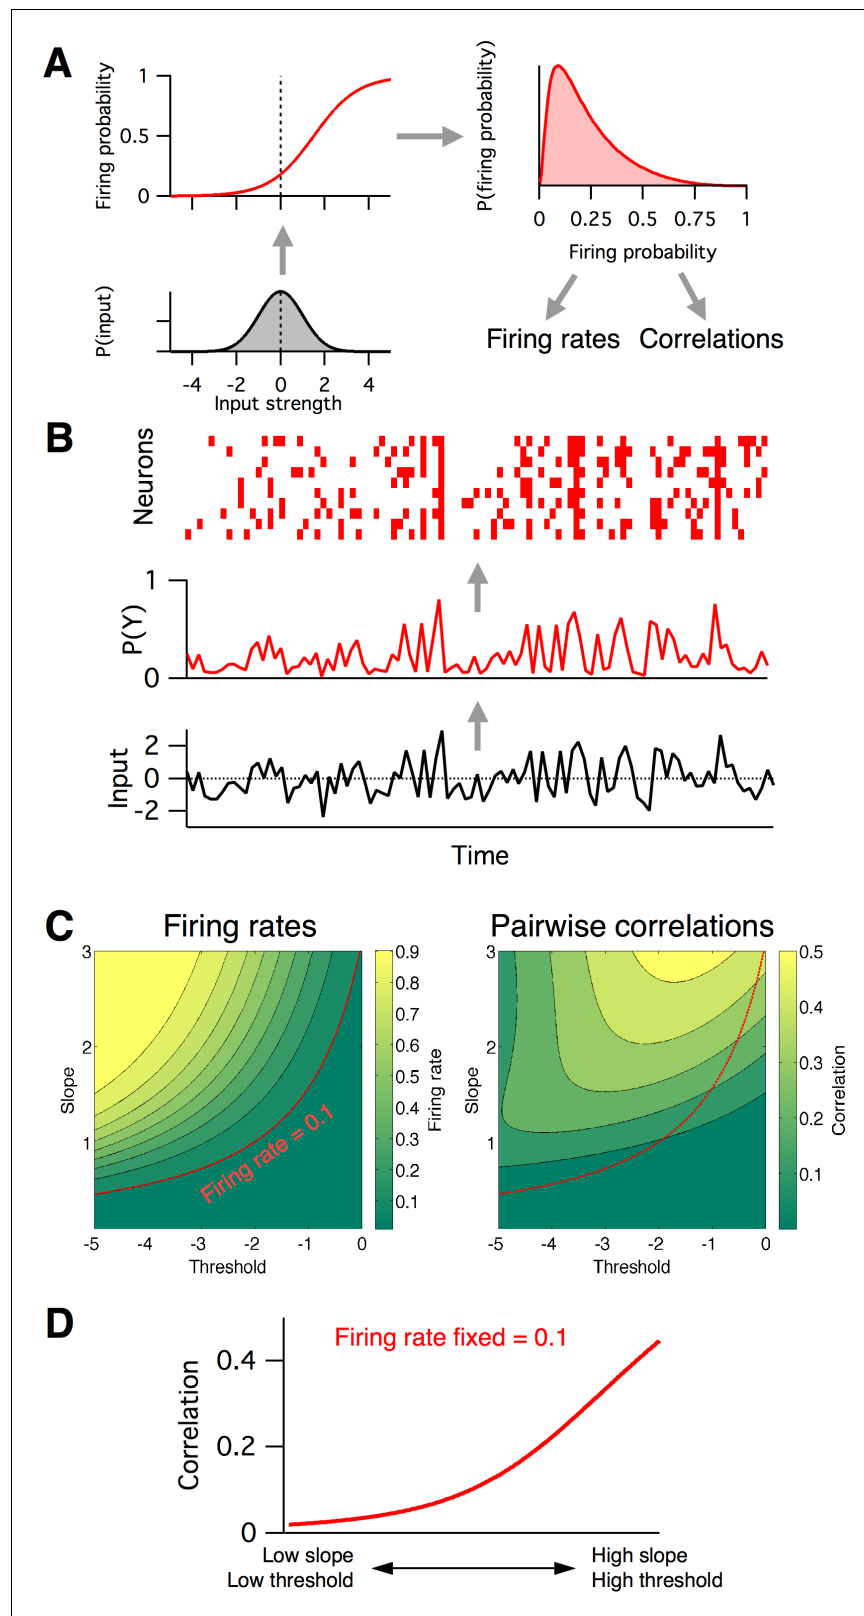 A
Firing probability
1
0.5
0
P(input)
-4 -2 0 2 4
Input strength
P(firing probability)
0 0.25 0.5 0.75 1
Firing probability
Firing rates Correlations
B
Neurons
P(Y)
1
0
Input
2
0
-2
Time
C
Firing rates
Slope
3
2
1
-5 -4 -3 -2 -1 0
Threshold
Firing rate = 0.1
0.9
0.8
0.7
0.6
0.5
0.4
0.3
0.2
0.1
Firing rate
Pairwise correlations
Slope
3
2
1
-5 -4 -3 -2 -1 0
Threshold
0.5
0.4
0.3
0.2
0.1
Correlation
D
Firing rate fixed = 0.1
Correlation
0.4
0.2
0
Low slope
Low threshold
High slope
High threshold